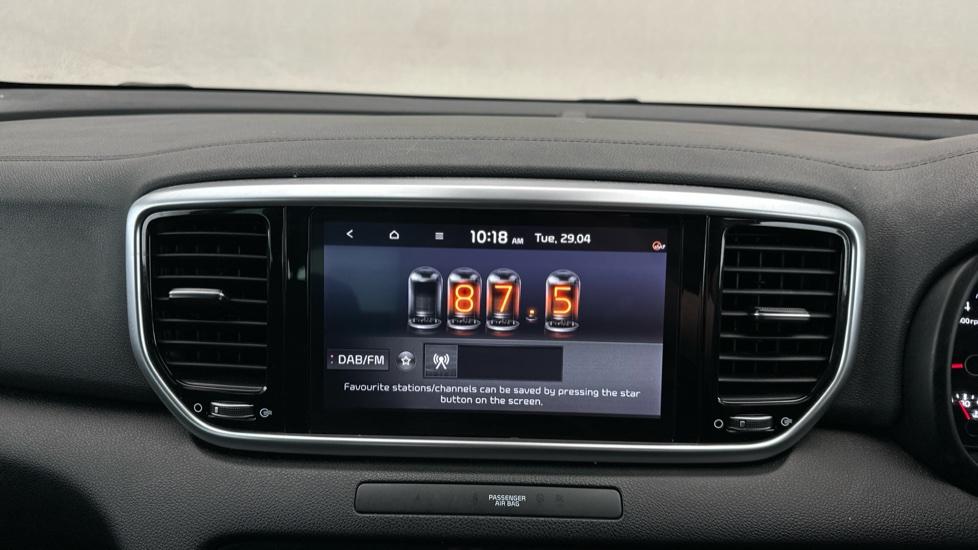 10:18 AM Tue, 29.04
AF
87.5
DAB/FM
Favourite stations/channels can be saved by pressing the star
button on the screen.
PASSENGER
AIR BAG